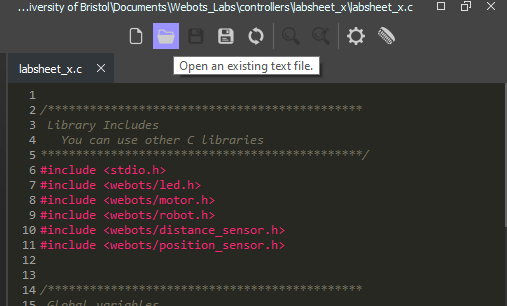 ...iversity of Bristol\Documents\Webots_Labs\controllers\labsheet_x\labsheet_x.c
Open an existing text file.
labsheet_x.c
1
2 /********************************************
3 Library Includes
4 You can use other C libraries
5 ********************************************/
6 #include <stdio.h>
7 #include <webots/led.h>
8 #include <webots/motor.h>
9 #include <webots/robot.h>
10 #include <webots/distance_sensor.h>
11 #include <webots/position_sensor.h>
12
13
14 /********************************************
15 Global variables